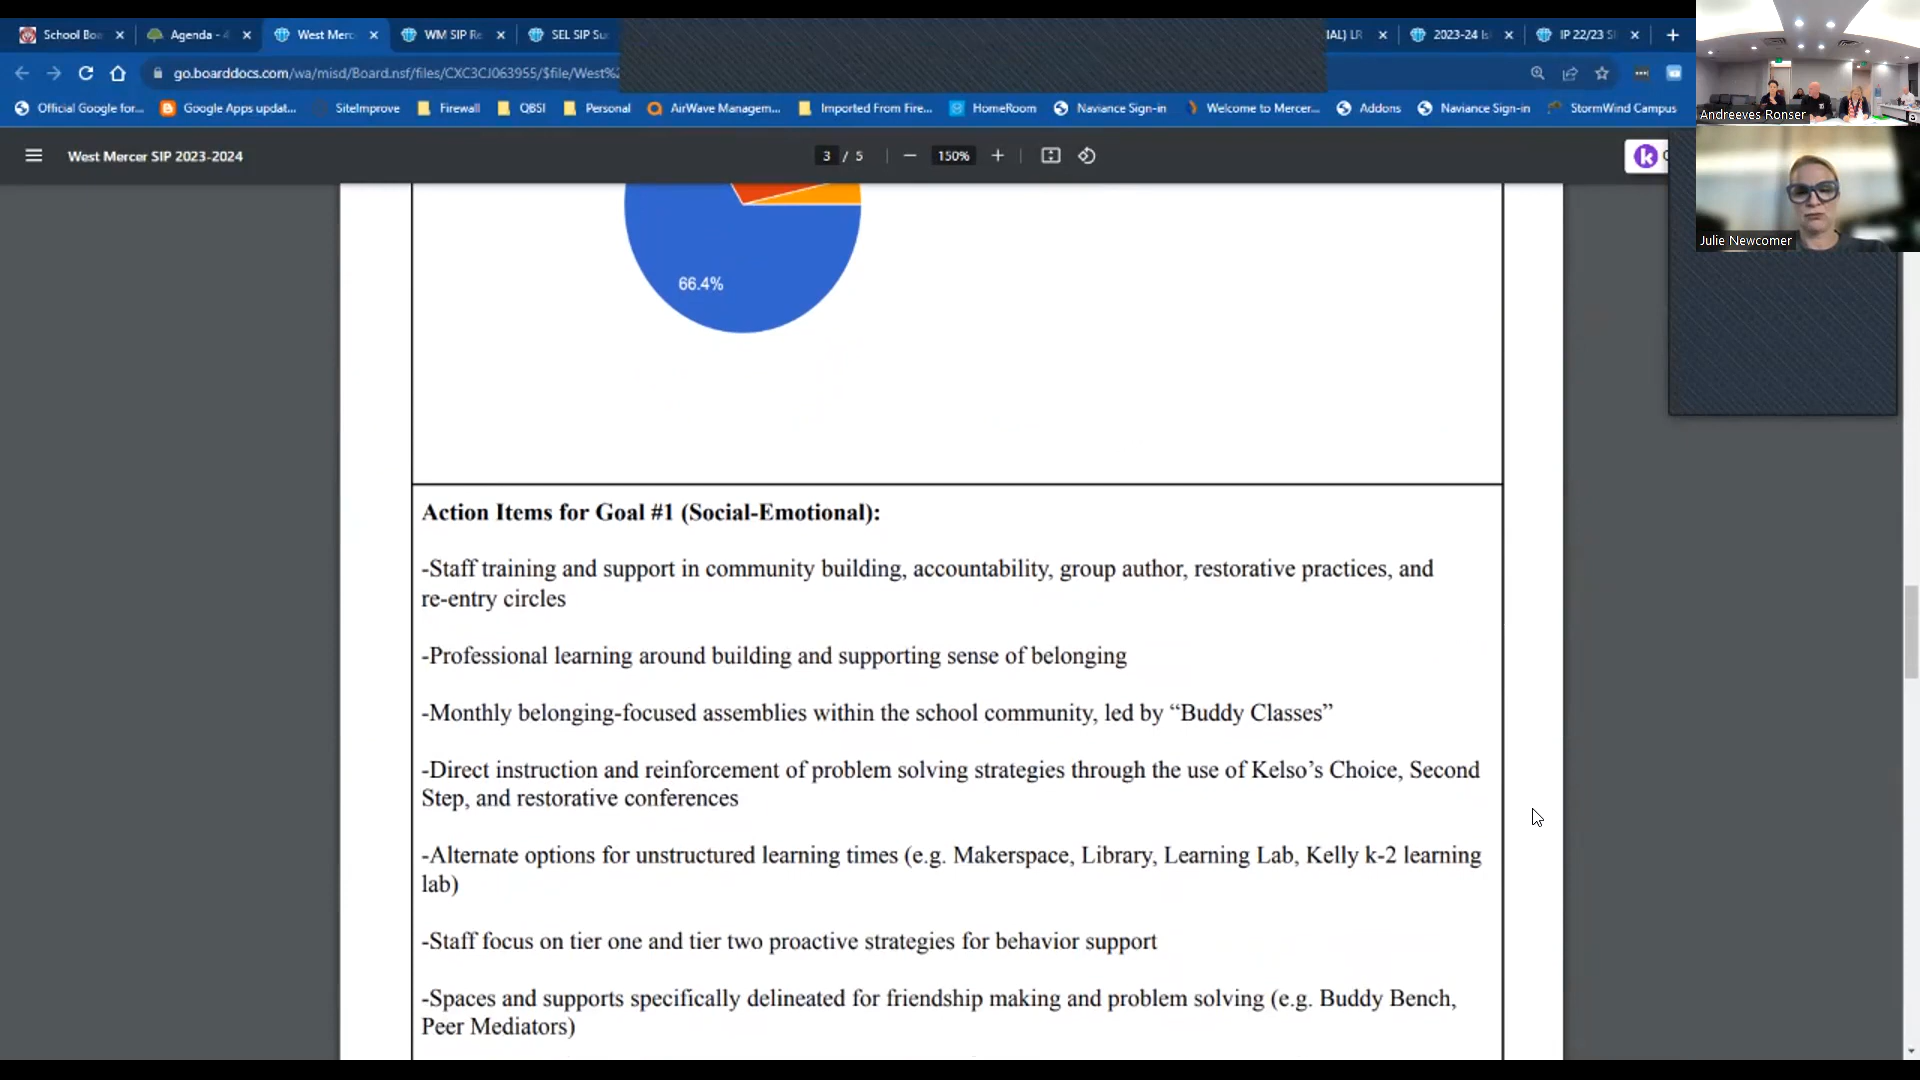 School Boa
Agenda - 4
West Merc
WM SIP Re
SEL SIP Su
IAL) LR
2023-24 Isl
IP 22/23 SI
go.boarddocs.com/wa/misd/Board.nsf/files/CXC3CJ063955/$file/West%2
Official Google for...
Google Apps updat...
SiteImprove
Firewall
QBSI
Personal
AirWave Managem...
Imported From Fire...
HomeRoom
Naviance Sign-in
Welcome to Mercer...
Addons
Naviance Sign-in
StormWind Campus
Andreeves Ronser
Julie Newcomer
West Mercer SIP 2023-2024
3 / 5
150%
66.4%
Action Items for Goal #1 (Social-Emotional):
-Staff training and support in community building, accountability, group author, restorative practices, and
re-entry circles
-Professional learning around building and supporting sense of belonging
-Monthly belonging-focused assemblies within the school community, led by “Buddy Classes”
-Direct instruction and reinforcement of problem solving strategies through the use of Kelso’s Choice, Second
Step, and restorative conferences
-Alternate options for unstructured learning times (e.g. Makerspace, Library, Learning Lab, Kelly k-2 learning
lab)
-Staff focus on tier one and tier two proactive strategies for behavior support
-Spaces and supports specifically delineated for friendship making and problem solving (e.g. Buddy Bench,
Peer Mediators)